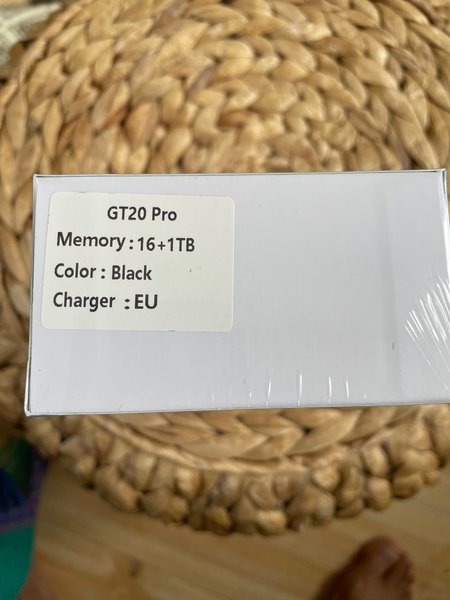 GT20 Pro
Memory : 16+1TB
Color : Black
Charger : EU